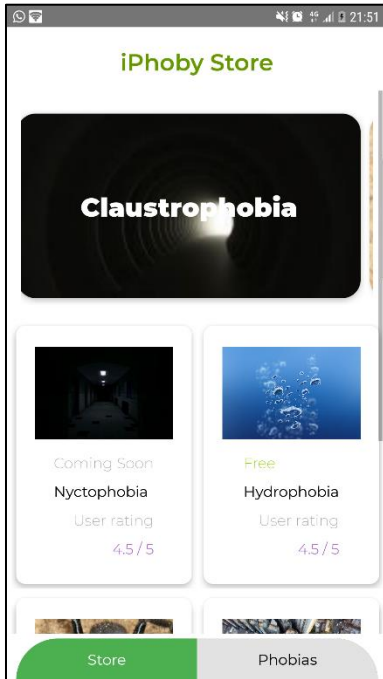 4G 21:51
iPhoby Store
Claustrophobia
Coming Soon
Free
Nyctophobia
Hydrophobia
User rating
User rating
4.5 / 5
4.5 / 5
Store
Phobias